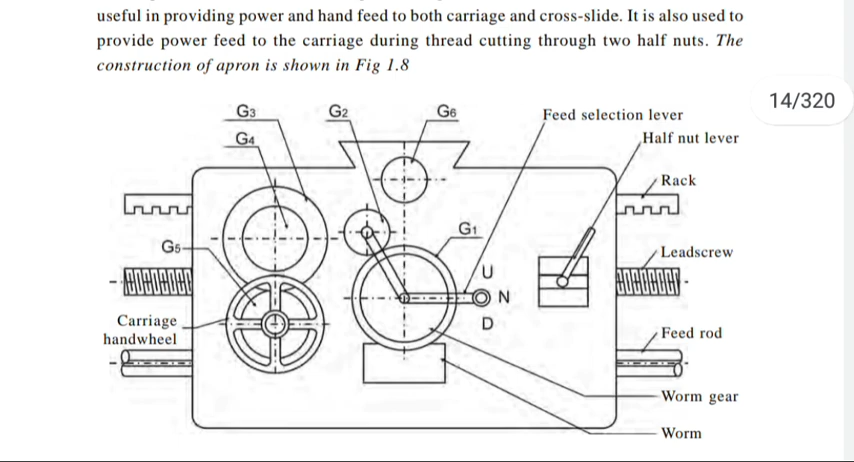 useful in providing power and hand feed to both carriage and cross-slide. It is also used to
provide power feed to the carriage during thread cutting through two half nuts. The
construction of apron is shown in Fig 1.8
14/320
G3
G2
G6
Feed selection lever
G4
Half nut lever
Rack
G1
G5
Leadscrew
U
N
Carriage
handwheel
D
Feed rod
Worm gear
Worm